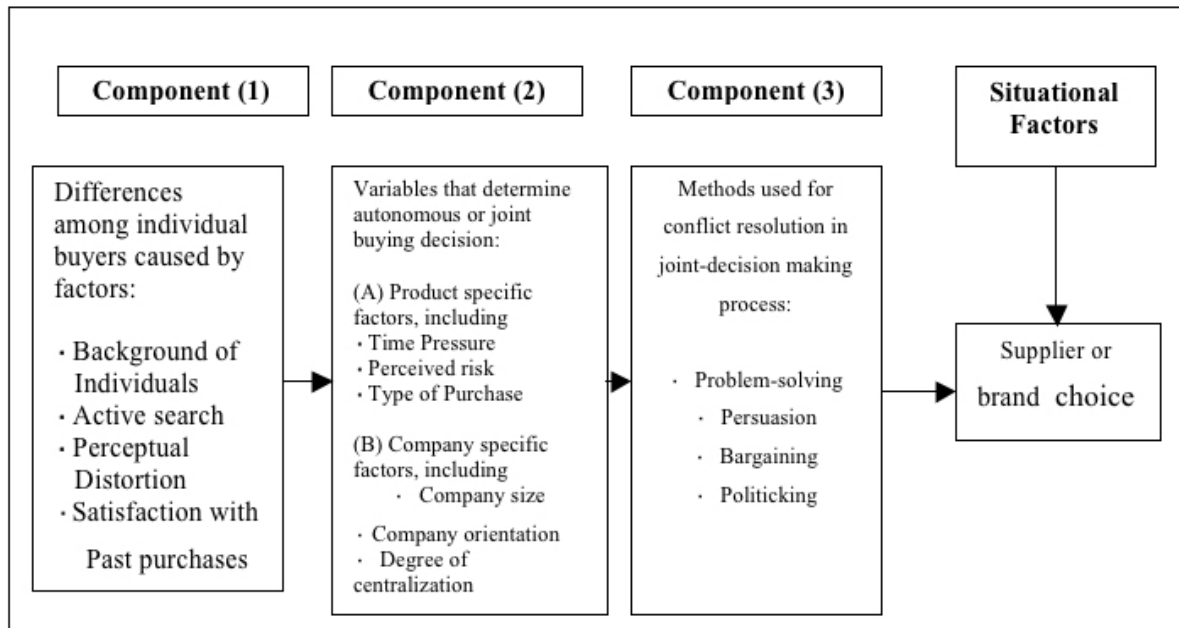 Component (1)
Differences
among individual
buyers caused by
factors:
· Background of
Individuals
· Active search
· Perceptual
Distortion
· Satisfaction with
Past purchases
Component (2)
Variables that determine
autonomous or joint
buying decision:
(A) Product specific
factors, including
· Time Pressure
· Perceived risk
· Type of Purchase
(B) Company specific
factors, including
· Company size
· Company orientation
· Degree of
centralization
Component (3)
Methods used for
conflict resolution in
joint-decision making
process:
· Problem-solving
· Persuasion
· Bargaining
· Politicking
Situational
Factors
Supplier or
brand choice